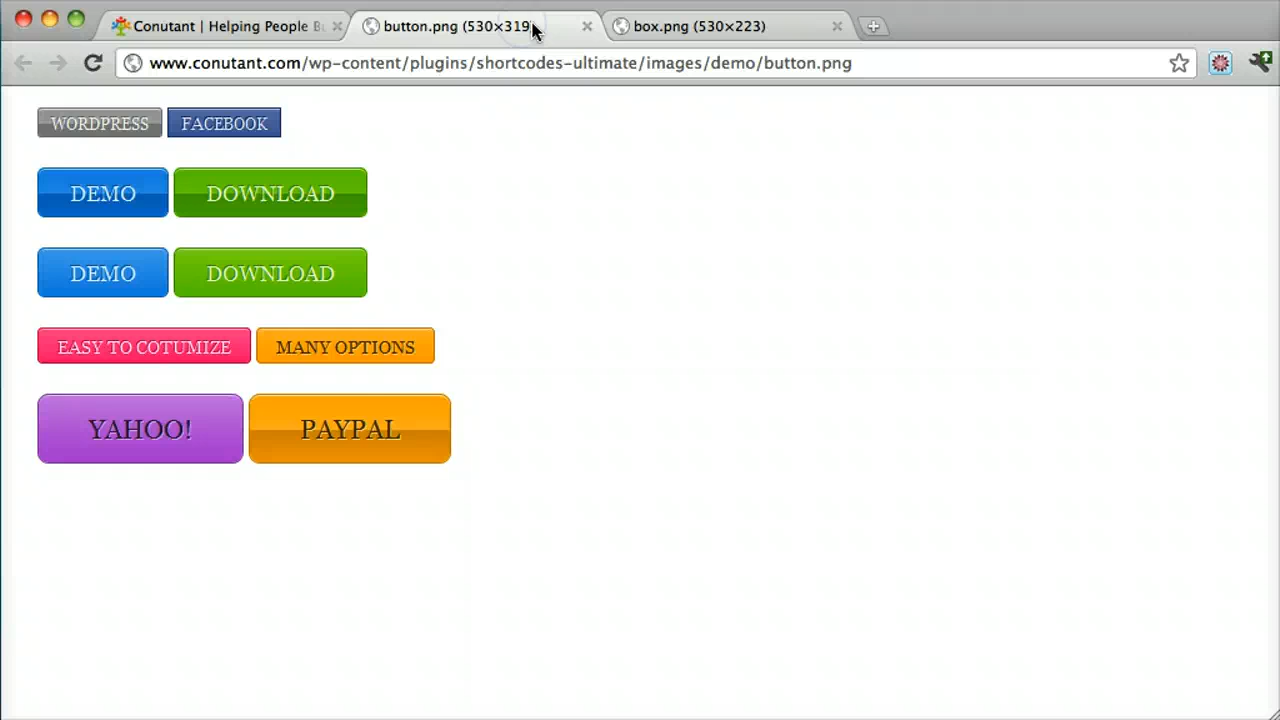 Conutant | Helping People Bu
button.png (530×319)
box.png (530×223)
www.conutant.com/wp-content/plugins/shortcodes-ultimate/images/demo/button.png
WORDPRESS FACEBOOK
DEMO DOWNLOAD
DEMO DOWNLOAD
EASY TO COTUMIZE MANY OPTIONS
YAHOO! PAYPAL